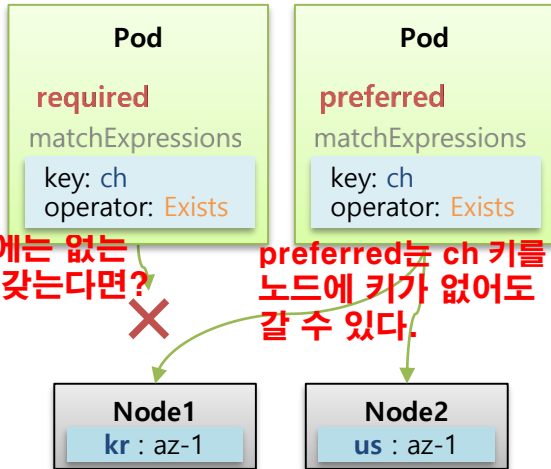 Pod
required
matchExpressions
key: ch
operator: Exists
Pod
preferred
matchExpressions
key: ch
operator: Exists
에는 없는
갖는다면?
preferred는 ch 키를
노드에 키가 없어도
갈 수 있다.
Node1
kr : az-1
Node2
us : az-1